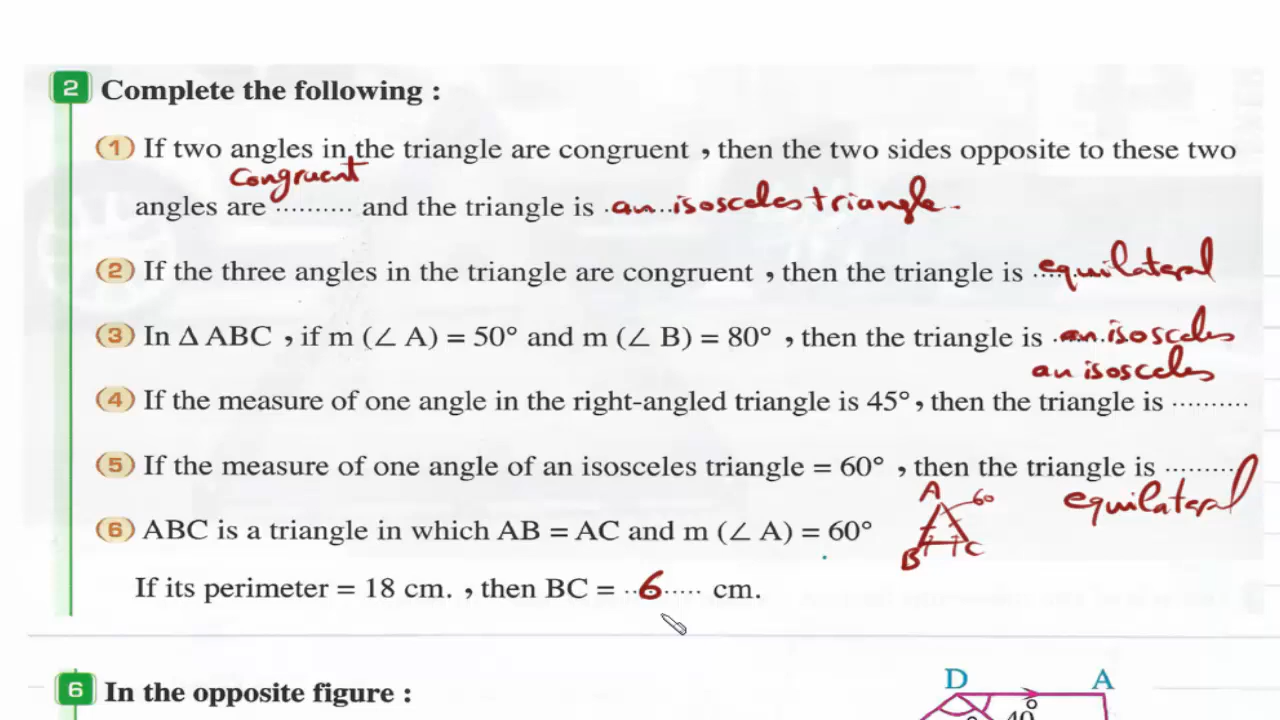 2 Complete the following :
1 If two angles in the triangle are congruent , then the two sides opposite to these two
congruent
angles are .......... and the triangle is an isosceles triangle.
2 If the three angles in the triangle are congruent , then the triangle is equilateral
3 In Δ ABC , if m (∠ A) = 50° and m (∠ B) = 80° , then the triangle is an isosceles
an isosceles
4 If the measure of one angle in the right-angled triangle is 45° , then the triangle is ..........
5 If the measure of one angle of an isosceles triangle = 60° , then the triangle is ..........
A 60
equilateral
6 ABC is a triangle in which AB = AC and m (∠ A) = 60°
B C
If its perimeter = 18 cm. , then BC = ..6..... cm.
6 In the opposite figure :
D A
40°